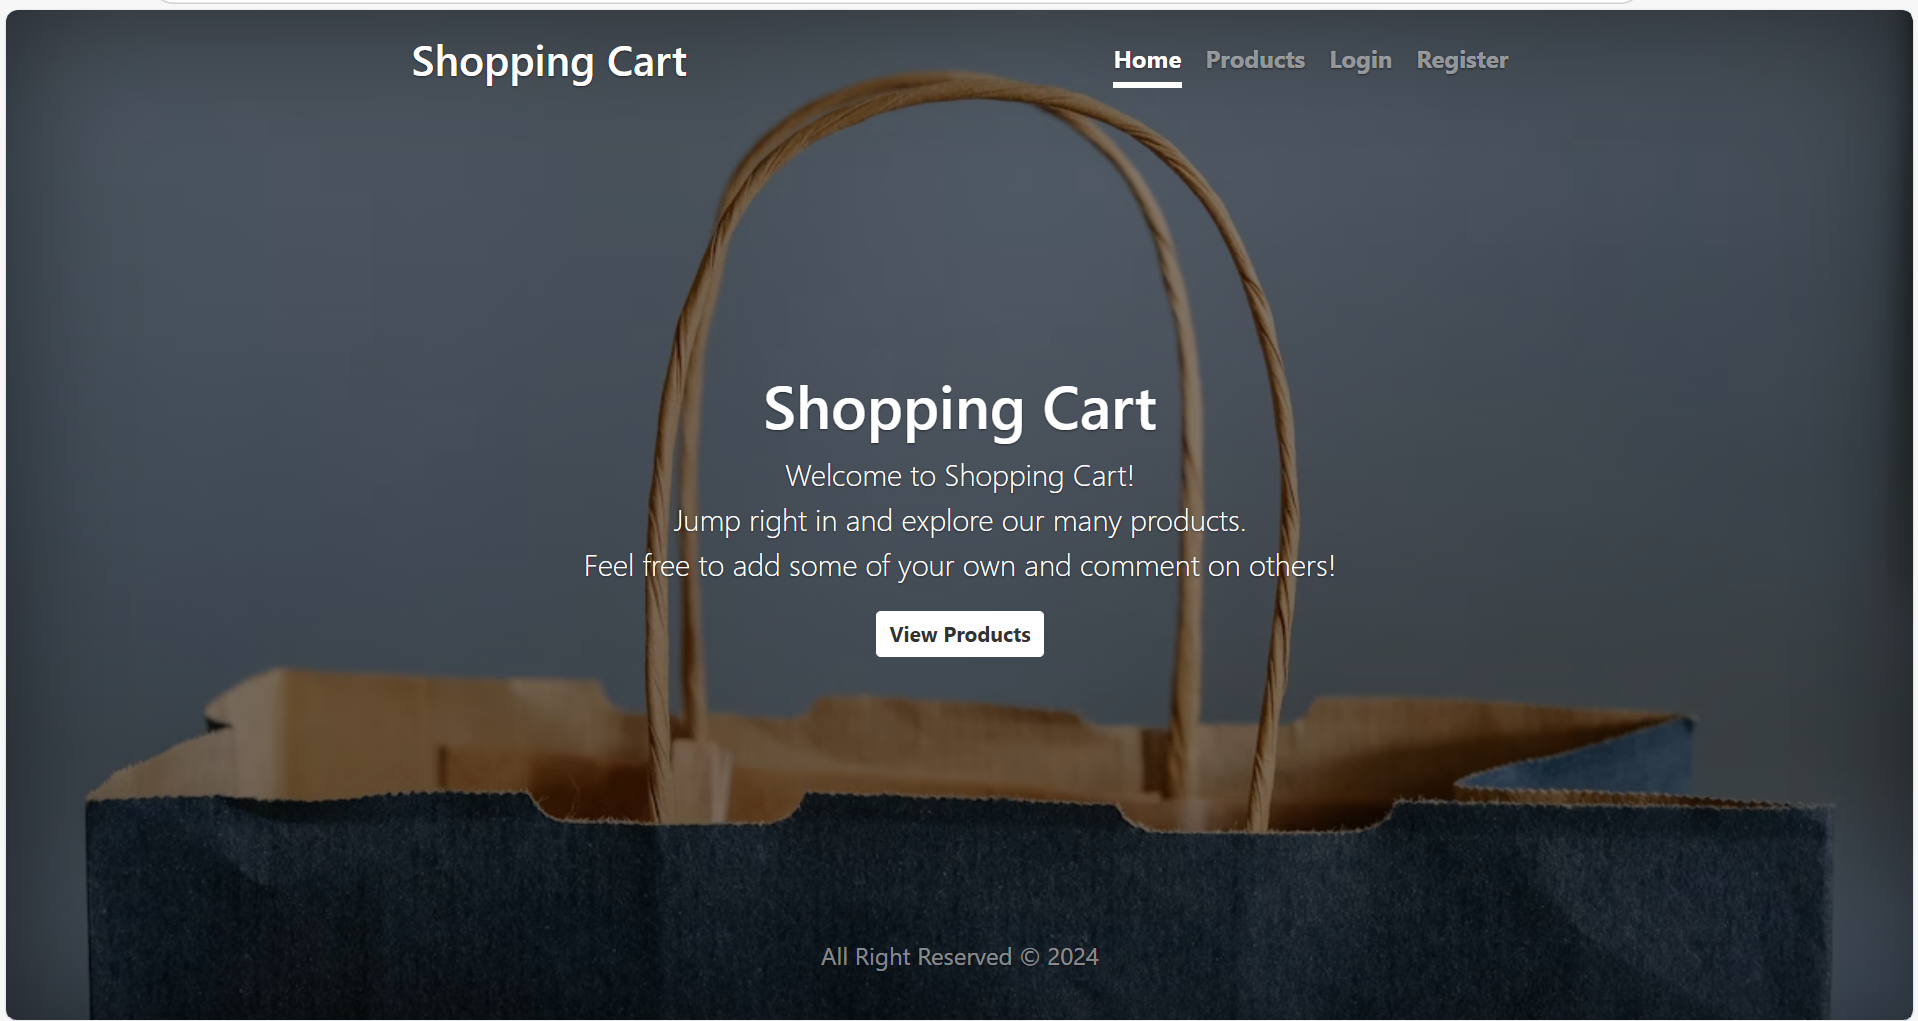 Shopping Cart
Home Products Login Register
Shopping Cart
Welcome to Shopping Cart!
Jump right in and explore our many products.
Feel free to add some of your own and comment on others!
View Products
All Right Reserved © 2024